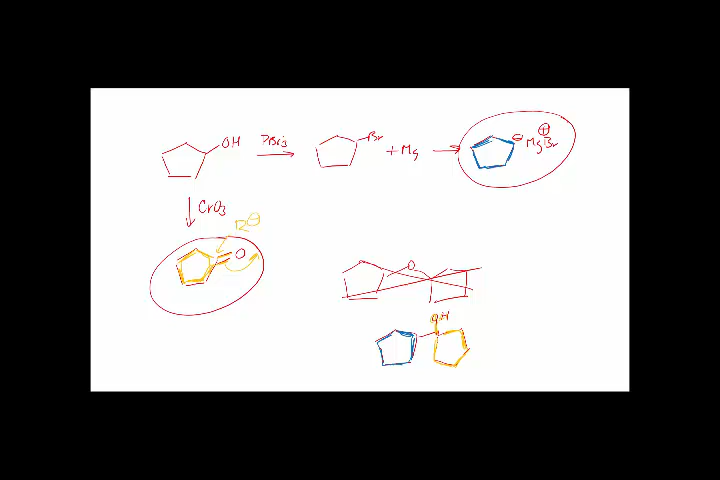 OH
PBr3
Br
+ Mg
⊖
⊕
MgBr
CrO3
R⊖
O
O
OH